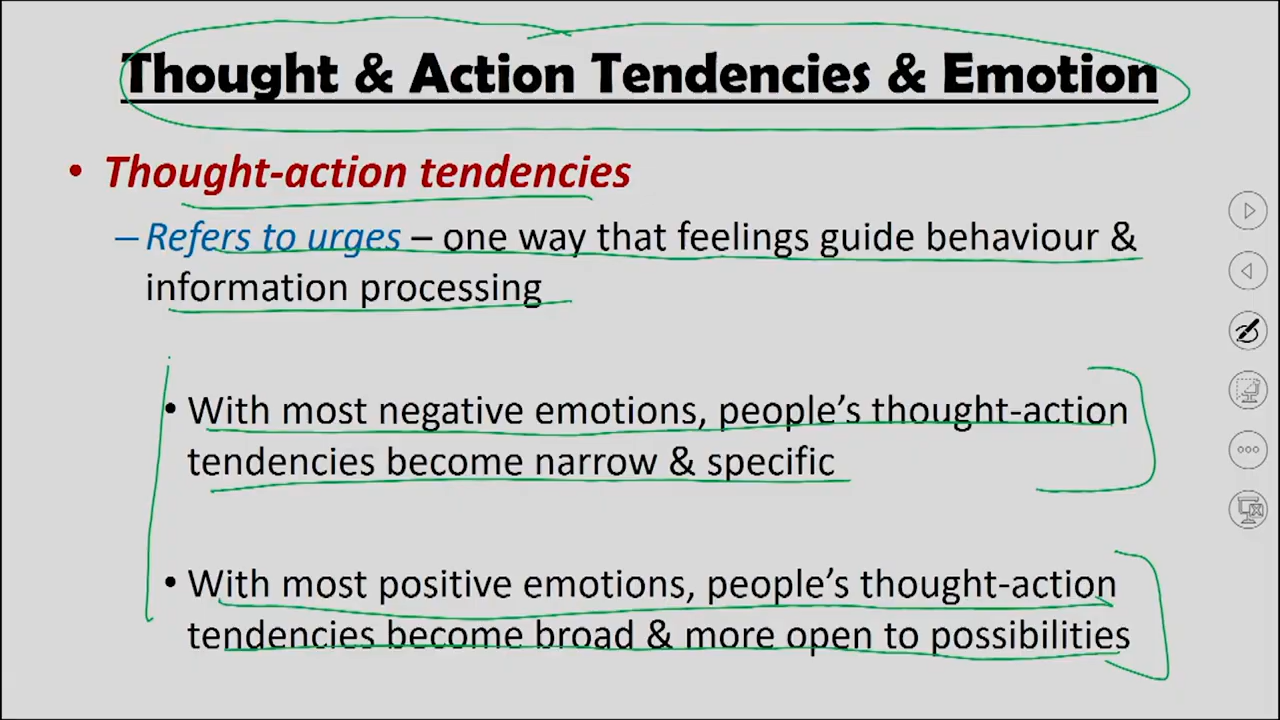 Thought & Action Tendencies & Emotion
• Thought-action tendencies
– Refers to urges – one way that feelings guide behaviour &
information processing
• With most negative emotions, people's thought-action
tendencies become narrow & specific
• With most positive emotions, people's thought-action
tendencies become broad & more open to possibilities